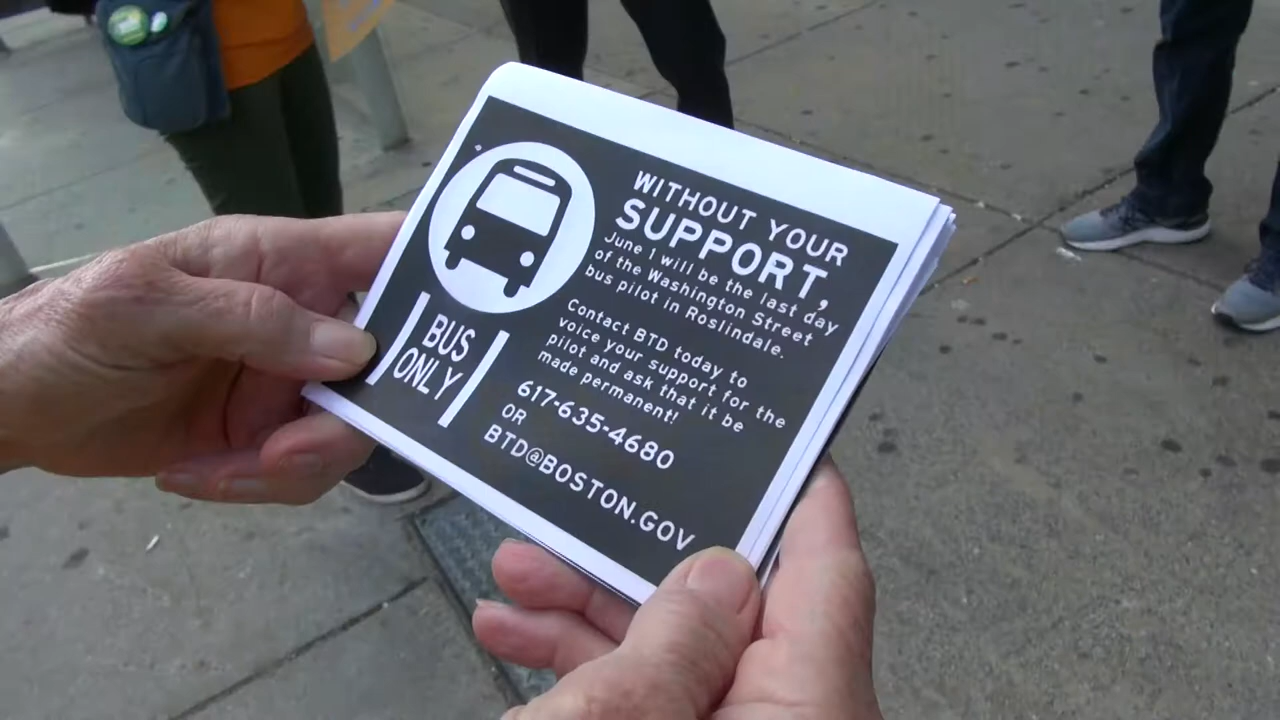 WITHOUT YOUR
SUPPORT,
June 1 will be the last day
of the Washington Street
bus pilot in Roslindale.
Contact BTD today to
voice your support for the
pilot and ask that it be
made permanent!
617-635-4680
OR
BTD@BOSTON.GOV
BUS
ONLY